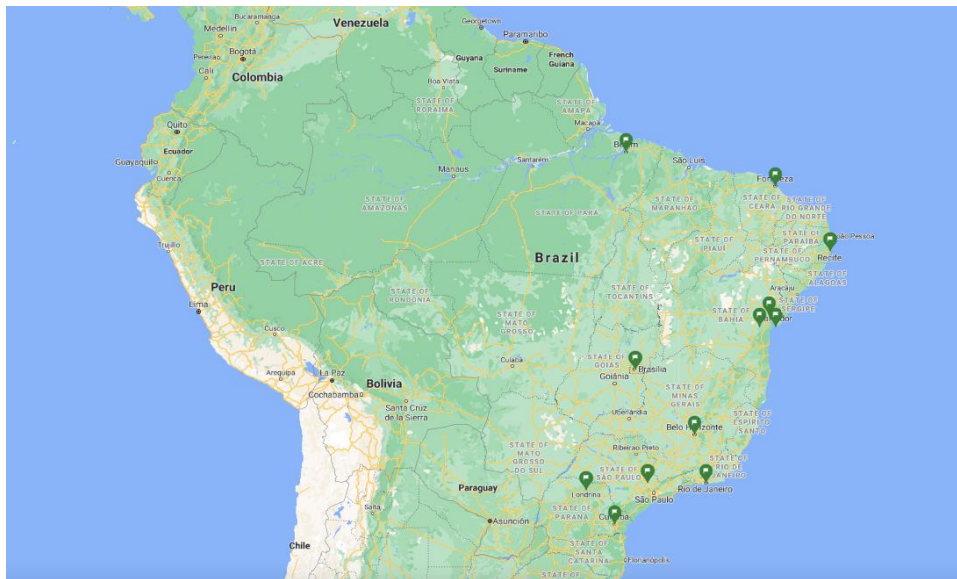 Bucaramanga
Medellin
Venezuela
Georgetown
Paramaribo
Pereira
Bogotá
Cali
Colombia
Guyana
Suriname
French
Guiana
Boa Vista
STATE OF
RORAIMA
STATE OF
AMAPÁ
Macapá
Quito
Ecuador
Guayaquil
Cuenca
Manaus
Santarém
São Luís
Fortaleza
STATE OF
AMAZONAS
STATE OF PARÁ
STATE OF
MARANHÃO
STATE OF
CEARÁ
STATE OF
RIO GRANDE
DO NORTE
STATE OF
PARAÍBA
João Pessoa
STATE OF
PIAUÍ
STATE OF
PERNAMBUCO
Recife
STATE OF
ALAGOAS
Trujillo
STATE OF ACRE
Brazil
Peru
STATE OF
RONDÔNIA
STATE OF
TOCANTINS
Aracaju
STATE OF
SERGIPE
STATE OF
BAHIA
Lima
STATE OF
MATO
GROSSO
Cusco
Cuiabá
STATE OF
GOIÁS
Brasília
Goiânia
Arequipa
La Paz
Bolivia
Cochabamba
Santa Cruz
de la Sierra
STATE OF
MINAS
GERAIS
Uberlândia
STATE OF
ESPÍRITO
SANTO
Belo Horizonte
STATE OF
MATO
GROSSO
DO SUL
Ribeirão Preto
STATE OF
RIO DE
JANEIRO
STATE OF
SÃO PAULO
Paraguay
Londrina
São Paulo
Rio de Janeiro
Salta
STATE OF
PARANÁ
Curitiba
Asunción
Chile
STATE OF
SANTA
CATARINA
Florianópolis
STATE OF